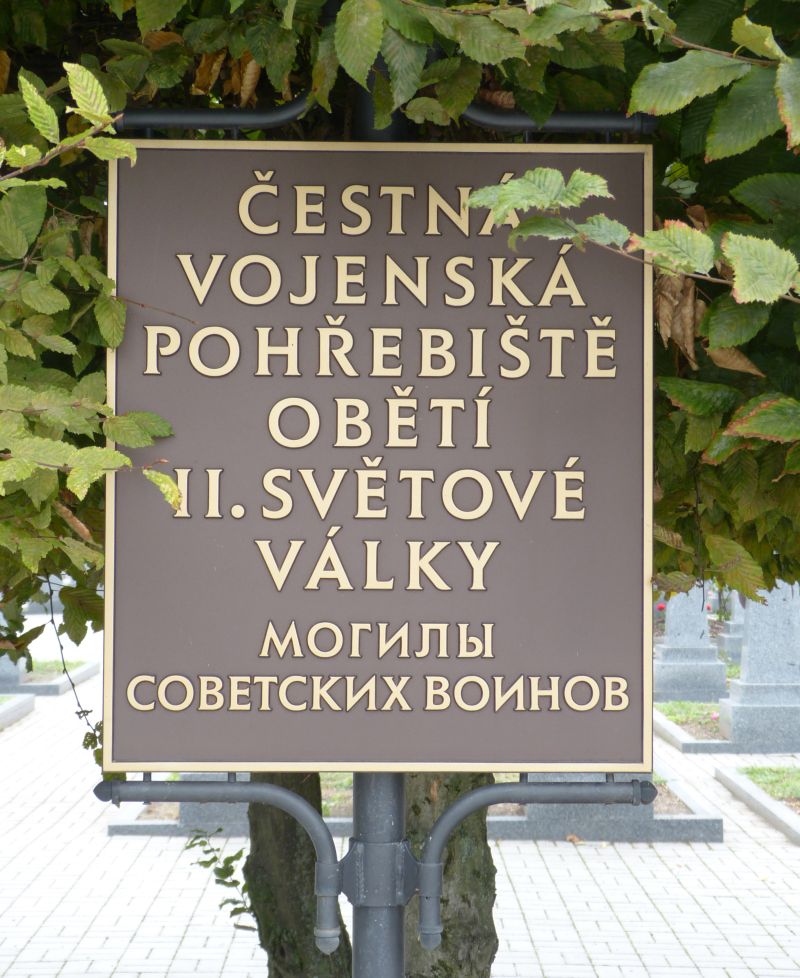 ČESTNÁ
VOJENSKÁ
POHŘEBIŠTĚ
OBĚTÍ
II. SVĚTOVÉ
VÁLKY
МОГИЛЫ
СОВЕТСКИХ ВОИНОВ